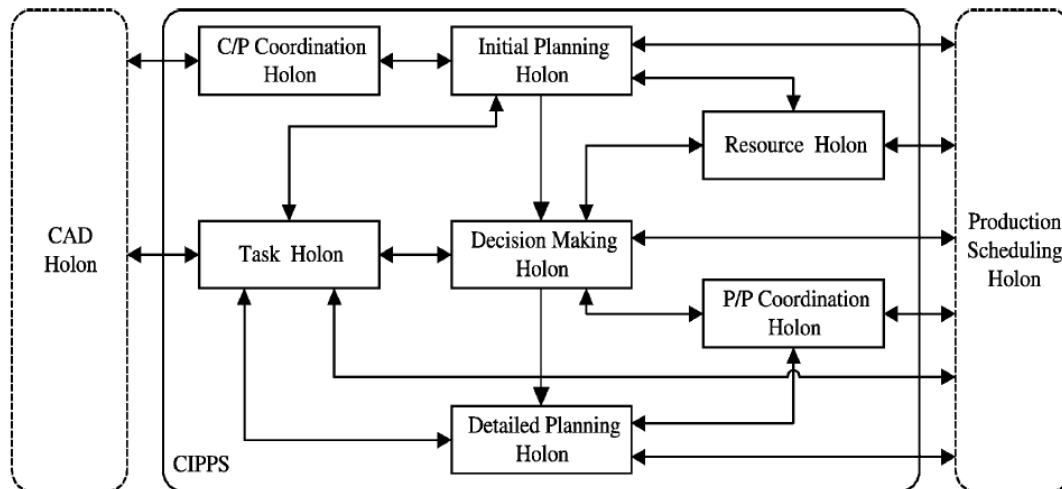 C/P Coordination
Holon
Initial Planning
Holon
Resource Holon
CAD
Holon
Task Holon
Decision Making
Holon
Production
Scheduling
Holon
P/P Coordination
Holon
Detailed Planning
Holon
CIPPS